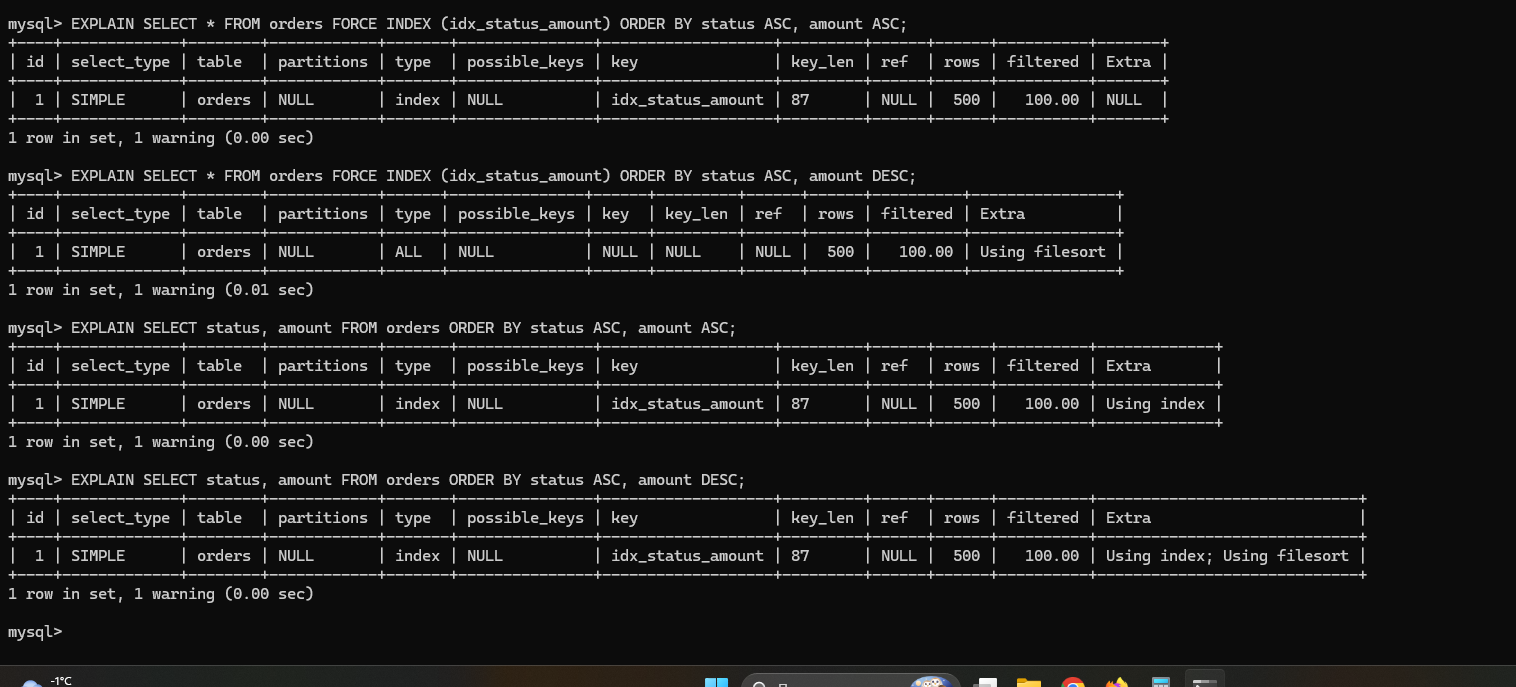 mysql> EXPLAIN SELECT * FROM orders FORCE INDEX (idx_status_amount) ORDER BY status ASC, amount ASC;
+----+-------------+--------+------------+-------+---------------+-------------------+---------+------+------+----------+-------+
| id | select_type | table  | partitions | type  | possible_keys | key               | key_len | ref  | rows | filtered | Extra |
+----+-------------+--------+------------+-------+---------------+-------------------+---------+------+------+----------+-------+
|  1 | SIMPLE      | orders | NULL       | index | NULL          | idx_status_amount | 87      | NULL |  500 |   100.00 | NULL  |
+----+-------------+--------+------------+-------+---------------+-------------------+---------+------+------+----------+-------+
1 row in set, 1 warning (0.00 sec)
mysql> EXPLAIN SELECT * FROM orders FORCE INDEX (idx_status_amount) ORDER BY status ASC, amount DESC;
+----+-------------+--------+------------+------+---------------+------+---------+------+------+----------+----------------+
| id | select_type | table  | partitions | type | possible_keys | key  | key_len | ref  | rows | filtered | Extra          |
+----+-------------+--------+------------+------+---------------+------+---------+------+------+----------+----------------+
|  1 | SIMPLE      | orders | NULL       | ALL  | NULL          | NULL | NULL    | NULL |  500 |   100.00 | Using filesort |
+----+-------------+--------+------------+------+---------------+------+---------+------+------+----------+----------------+
1 row in set, 1 warning (0.01 sec)
mysql> EXPLAIN SELECT status, amount FROM orders ORDER BY status ASC, amount ASC;
+----+-------------+--------+------------+-------+---------------+-------------------+---------+------+------+----------+-------------+
| id | select_type | table  | partitions | type  | possible_keys | key               | key_len | ref  | rows | filtered | Extra       |
+----+-------------+--------+------------+-------+---------------+-------------------+---------+------+------+----------+-------------+
|  1 | SIMPLE      | orders | NULL       | index | NULL          | idx_status_amount | 87      | NULL |  500 |   100.00 | Using index |
+----+-------------+--------+------------+-------+---------------+-------------------+---------+------+------+----------+-------------+
1 row in set, 1 warning (0.00 sec)
mysql> EXPLAIN SELECT status, amount FROM orders ORDER BY status ASC, amount DESC;
+----+-------------+--------+------------+-------+---------------+-------------------+---------+------+------+----------+-----------------------------+
| id | select_type | table  | partitions | type  | possible_keys | key               | key_len | ref  | rows | filtered | Extra                       |
+----+-------------+--------+------------+-------+---------------+-------------------+---------+------+------+----------+-----------------------------+
|  1 | SIMPLE      | orders | NULL       | index | NULL          | idx_status_amount | 87      | NULL |  500 |   100.00 | Using index; Using filesort |
+----+-------------+--------+------------+-------+---------------+-------------------+---------+------+------+----------+-----------------------------+
1 row in set, 1 warning (0.00 sec)
mysql>
-1°C